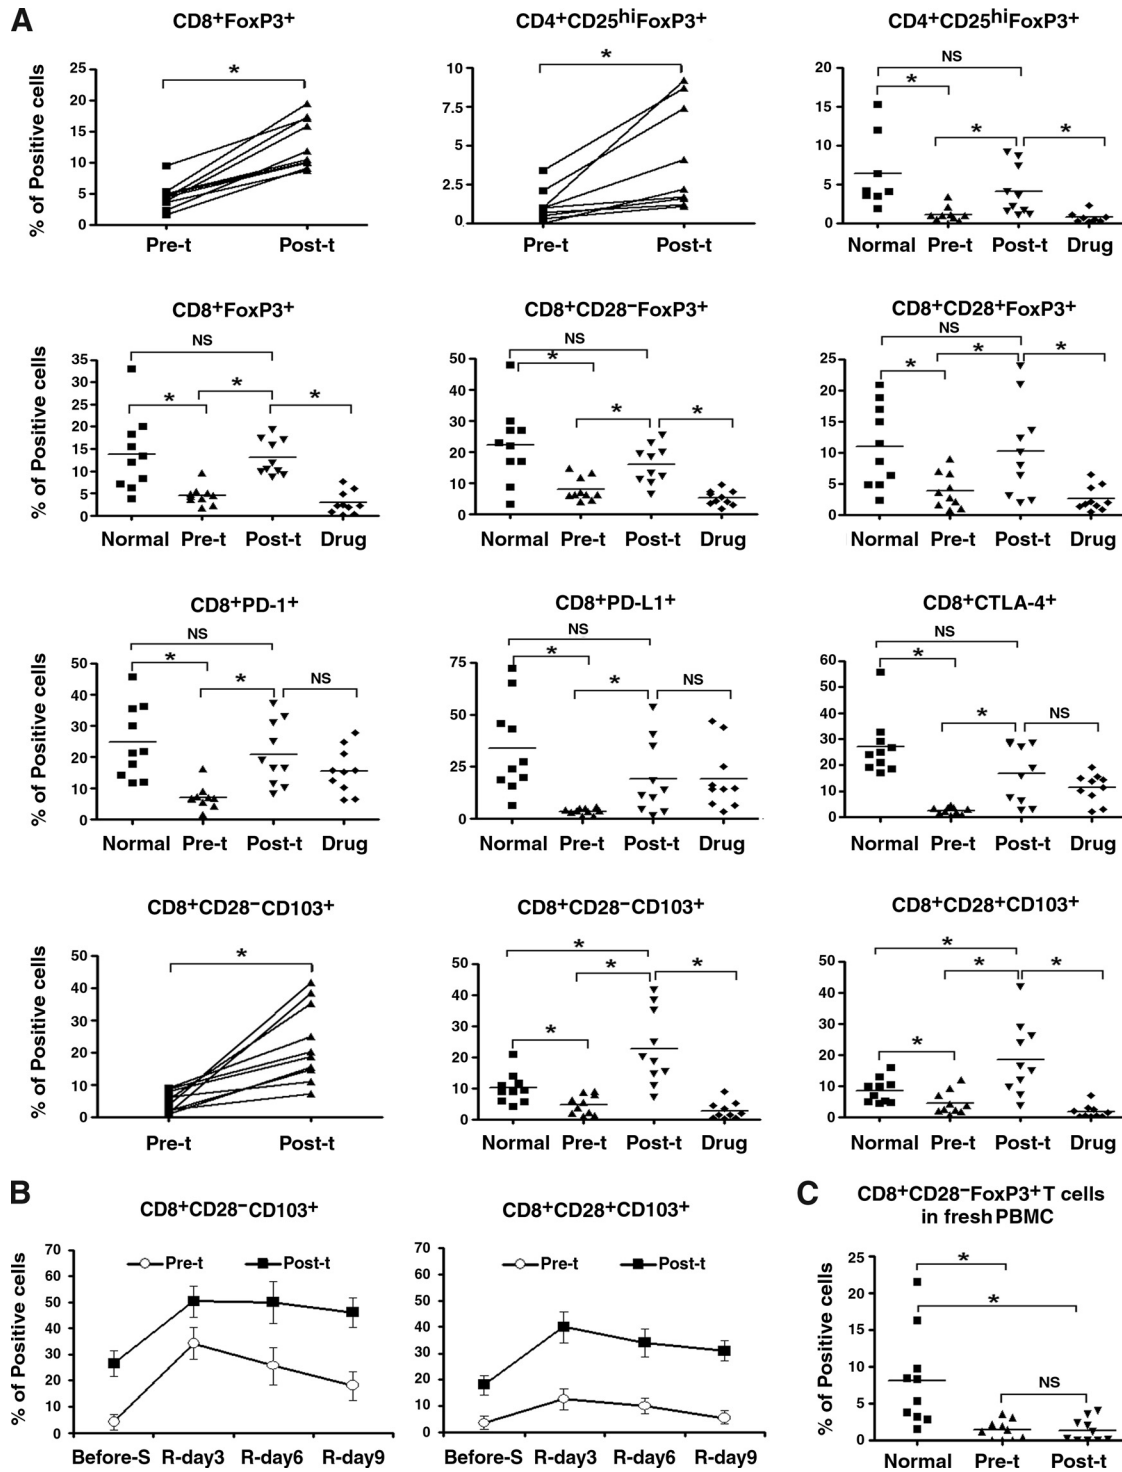 A
CD8+FoxP3+
CD4+CD25hiFoxP3+
CD4+CD25hiFoxP3+
% of Positive cells
25
20
15
10
5
0
*
Pre-t Post-t
10
7.5
5
2.5
0
*
Pre-t Post-t
20
15
10
5
0
NS
*
* *
Normal Pre-t Post-t Drug
CD8+FoxP3+
CD8+CD28−FoxP3+
CD8+CD28+FoxP3+
% of Positive cells
35
30
25
20
15
10
5
0
NS
* * *
Normal Pre-t Post-t Drug
50
40
30
20
10
0
NS
*
* *
Normal Pre-t Post-t Drug
25
20
15
10
5
0
NS
* * *
Normal Pre-t Post-t Drug
CD8+PD-1+
CD8+PD-L1+
CD8+CTLA-4+
% of Positive cells
50
40
30
20
10
0
NS
*
* NS
Normal Pre-t Post-t Drug
75
50
25
0
NS
*
* NS
Normal Pre-t Post-t Drug
60
50
40
30
20
10
0
NS
*
* NS
Normal Pre-t Post-t Drug
CD8+CD28−CD103+
CD8+CD28−CD103+
CD8+CD28+CD103+
% of Positive cells
50
40
30
20
10
0
*
Pre-t Post-t
50
40
30
20
10
0
*
* *
*
Normal Pre-t Post-t Drug
50
40
30
20
10
0
*
* *
*
Normal Pre-t Post-t Drug
B
CD8+CD28−CD103+
CD8+CD28+CD103+
% of Positive cells
70
60
50
40
30
20
10
0
Pre-t Post-t
Before-S R-day3 R-day6 R-day9
70
60
50
40
30
20
10
0
Pre-t Post-t
Before-S R-day3 R-day6 R-day9
C
CD8+CD28−FoxP3+T cells
in fresh PBMC
% of Positive cells
25
20
15
10
5
0
*
*
NS
Normal Pre-t Post-t